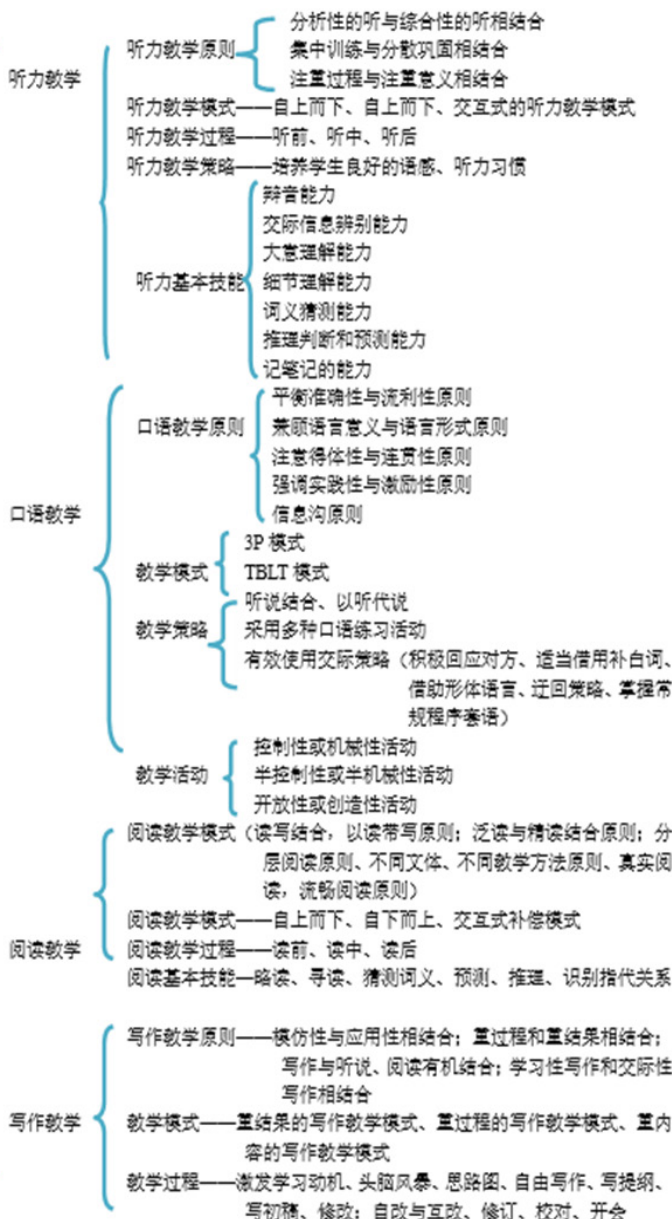 分析性的听与综合性的听相结合
听力教学原则
集中训练与分散巩固相结合
听力教学
注重过程与注重意义相结合
听力教学模式——自上而下、自上而下、交互式的听力教学模式
听力教学过程——听前、听中、听后
听力教学策略——培养学生良好的语感、听力习惯
辩音能力
交际信息辨别能力
大意理解能力
听力基本技能
细节理解能力
词义猜测能力
推理判断和预测能力
记笔记的能力
平衡准确性与流利性原则
口语教学原则
兼顾语言意义与语言形式原则
注意得体性与连贯性原则
强调实践性与激励性原则
口语教学
信息沟原则
3P 模式
教学模式
TBLT 模式
听说结合、以听代说
教学策略
采用多种口语练习活动
有效使用交际策略（积极回应对方、适当借用补白词、
借助形体语言、迂回策略、掌握常
规程序套语）
控制性或机械性活动
教学活动
半控制性或半机械性活动
开放性或创造性活动
阅读教学模式（读写结合，以读带写原则；泛读与精读结合原则；分
层阅读原则、不同文体、不同教学方法原则、真实阅
读，流畅阅读原则）
阅读教学模式——自上而下、自下而上、交互式补偿模式
阅读教学
阅读教学过程——读前、读中、读后
阅读基本技能—略读、寻读、猜测词义、预测、推理、识别指代关系
写作教学原则——模仿性与应用性相结合；重过程和重结果相结合；
写作与听说、阅读有机结合；学习性写作和交际性
写作相结合
写作教学
教学模式——重结果的写作教学模式、重过程的写作教学模式、重内
容的写作教学模式
教学过程——激发学习动机、头脑风暴、思路图、自由写作、写提纲、
写初稿、修改：自改与互改、修订、校对、开会